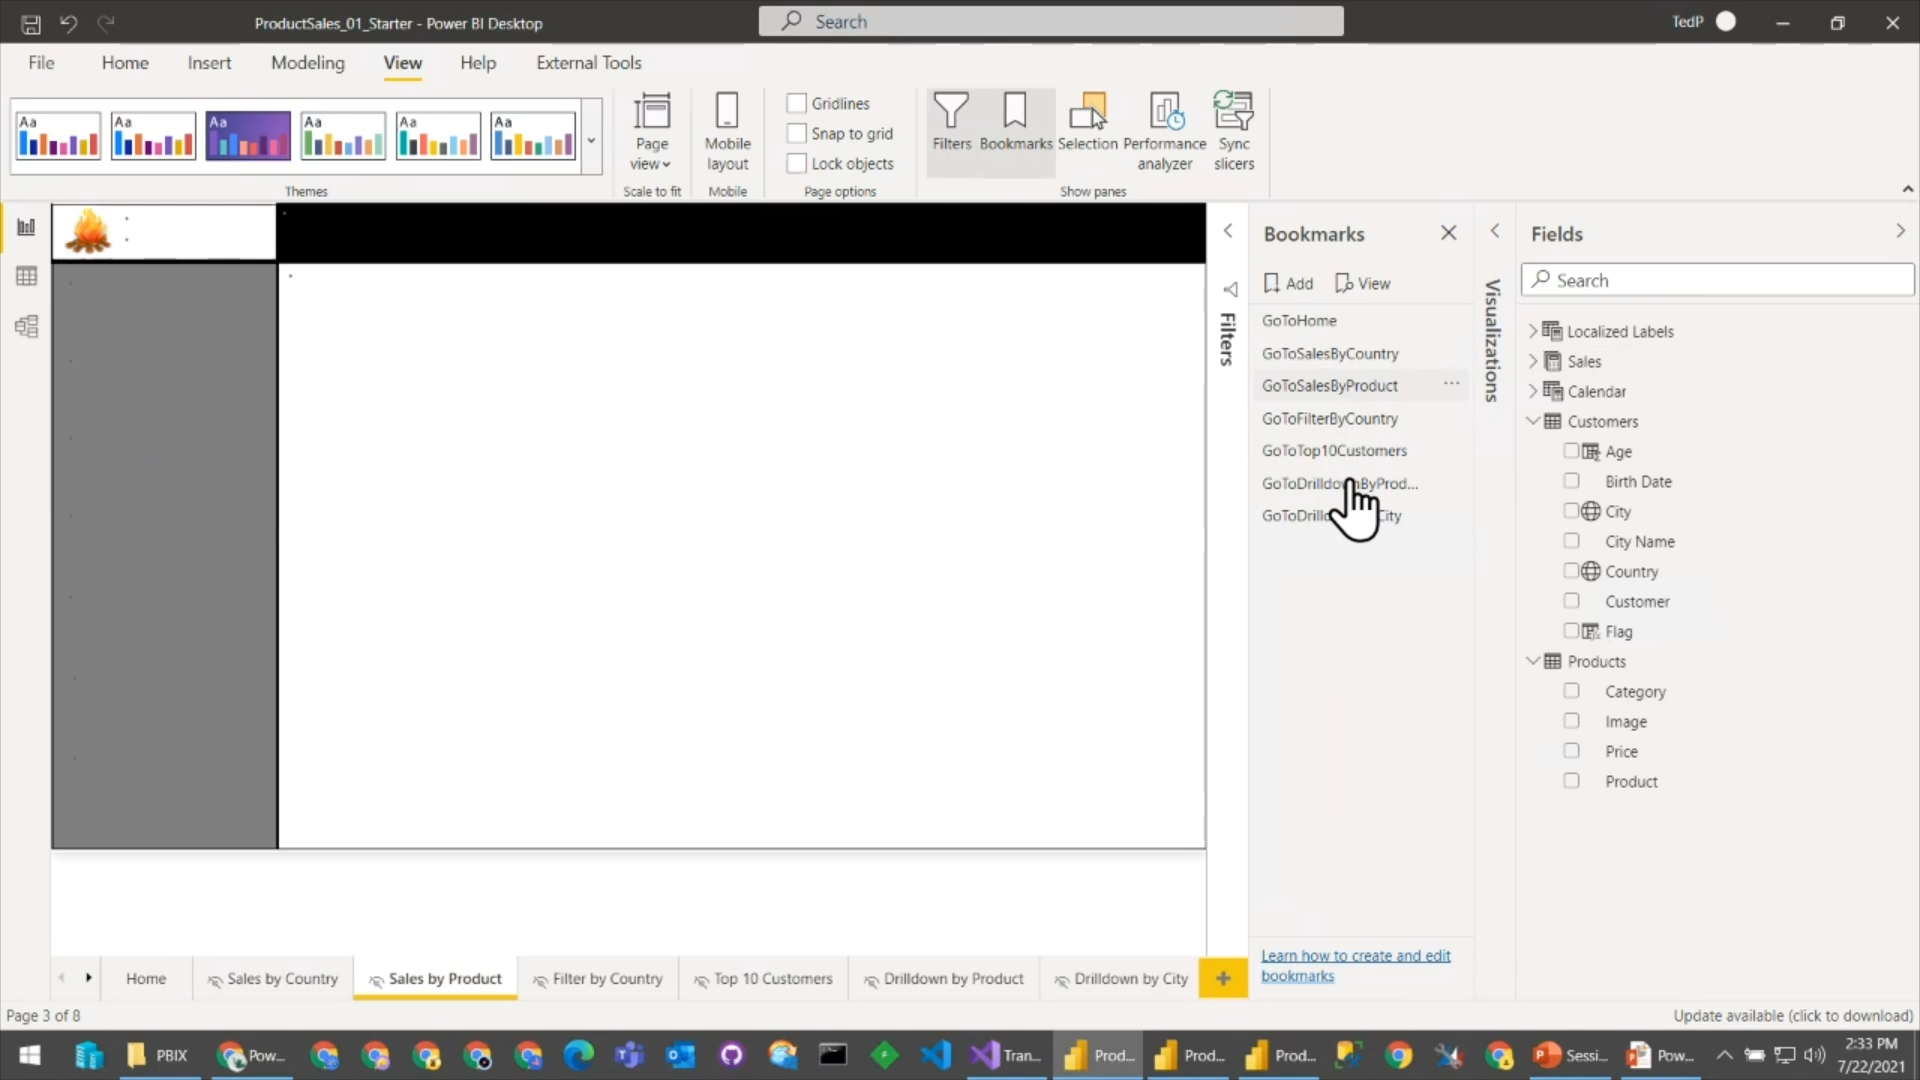 ProductSales_01_Starter - Power BI Desktop
Search
TedP
File
Home
Insert
Modeling
View
Help
External Tools
Aa
Aa
Aa
Aa
Aa
Aa
Page view
Mobile layout
Gridlines
Snap to grid
Lock objects
Filters
Bookmarks
Selection
Performance analyzer
Sync slicers
Themes
Scale to fit
Mobile
Page options
Show panes
Filters
Bookmarks
Add
View
GoToHome
GoToSalesByCountry
GoToSalesByProduct
GoToFilterByCountry
GoToTop10Customers
Learn how to create and edit
bookmarks
Visualizations
Fields
Search
Localized Labels
Sales
Calendar
Customers
Age
Birth Date
City
City Name
Country
Customer
Flag
Products
Category
Image
Price
Product
Home
Sales by Country
Sales by Product
Filter by Country
Top 10 Customers
Drilldown by Product
Drilldown by City
Page 3 of 8
Update available (click to download)
PBIX
Pow...
Tran...
Prod...
Prod...
Prod...
Sessi...
Pow...
2:33 PM
7/22/2021